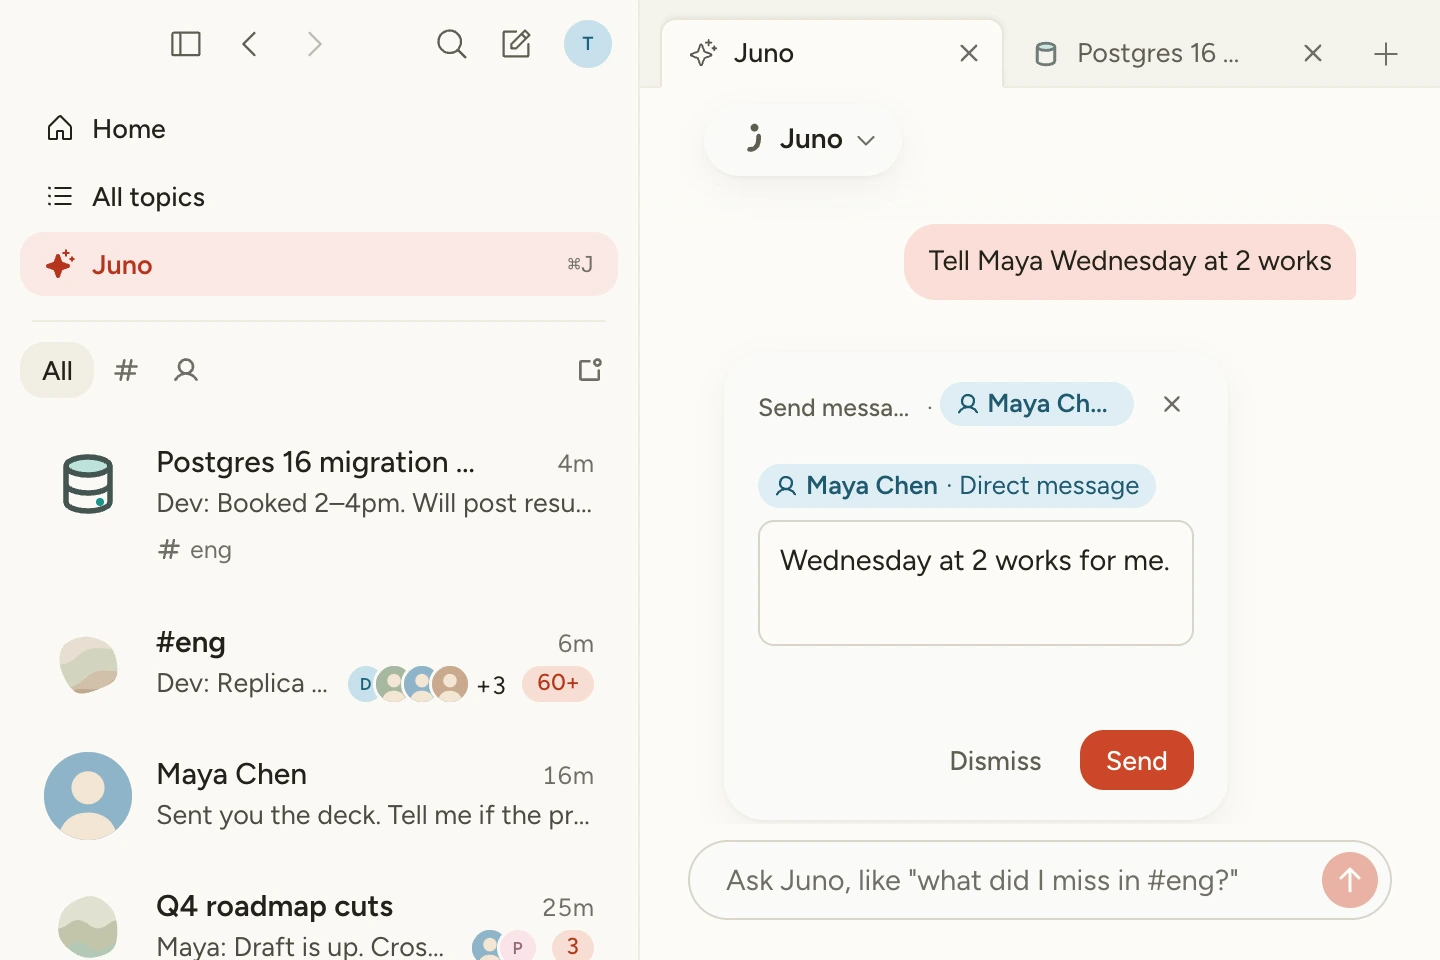 T
Home
All topics
Juno ⌘J
All
Postgres 16 migration ... 4m
Dev: Booked 2–4pm. Will post resu...
# eng
#eng 6m
Dev: Replica ... D +3 60+
Maya Chen 16m
Sent you the deck. Tell me if the pr...
Q4 roadmap cuts 25m
Maya: Draft is up. Cros... P 3
Juno
Postgres 16 ...
Juno
Tell Maya Wednesday at 2 works
Send messa... · Maya Ch...
Maya Chen · Direct message
Wednesday at 2 works for me.
Dismiss Send
Ask Juno, like "what did I miss in #eng?"